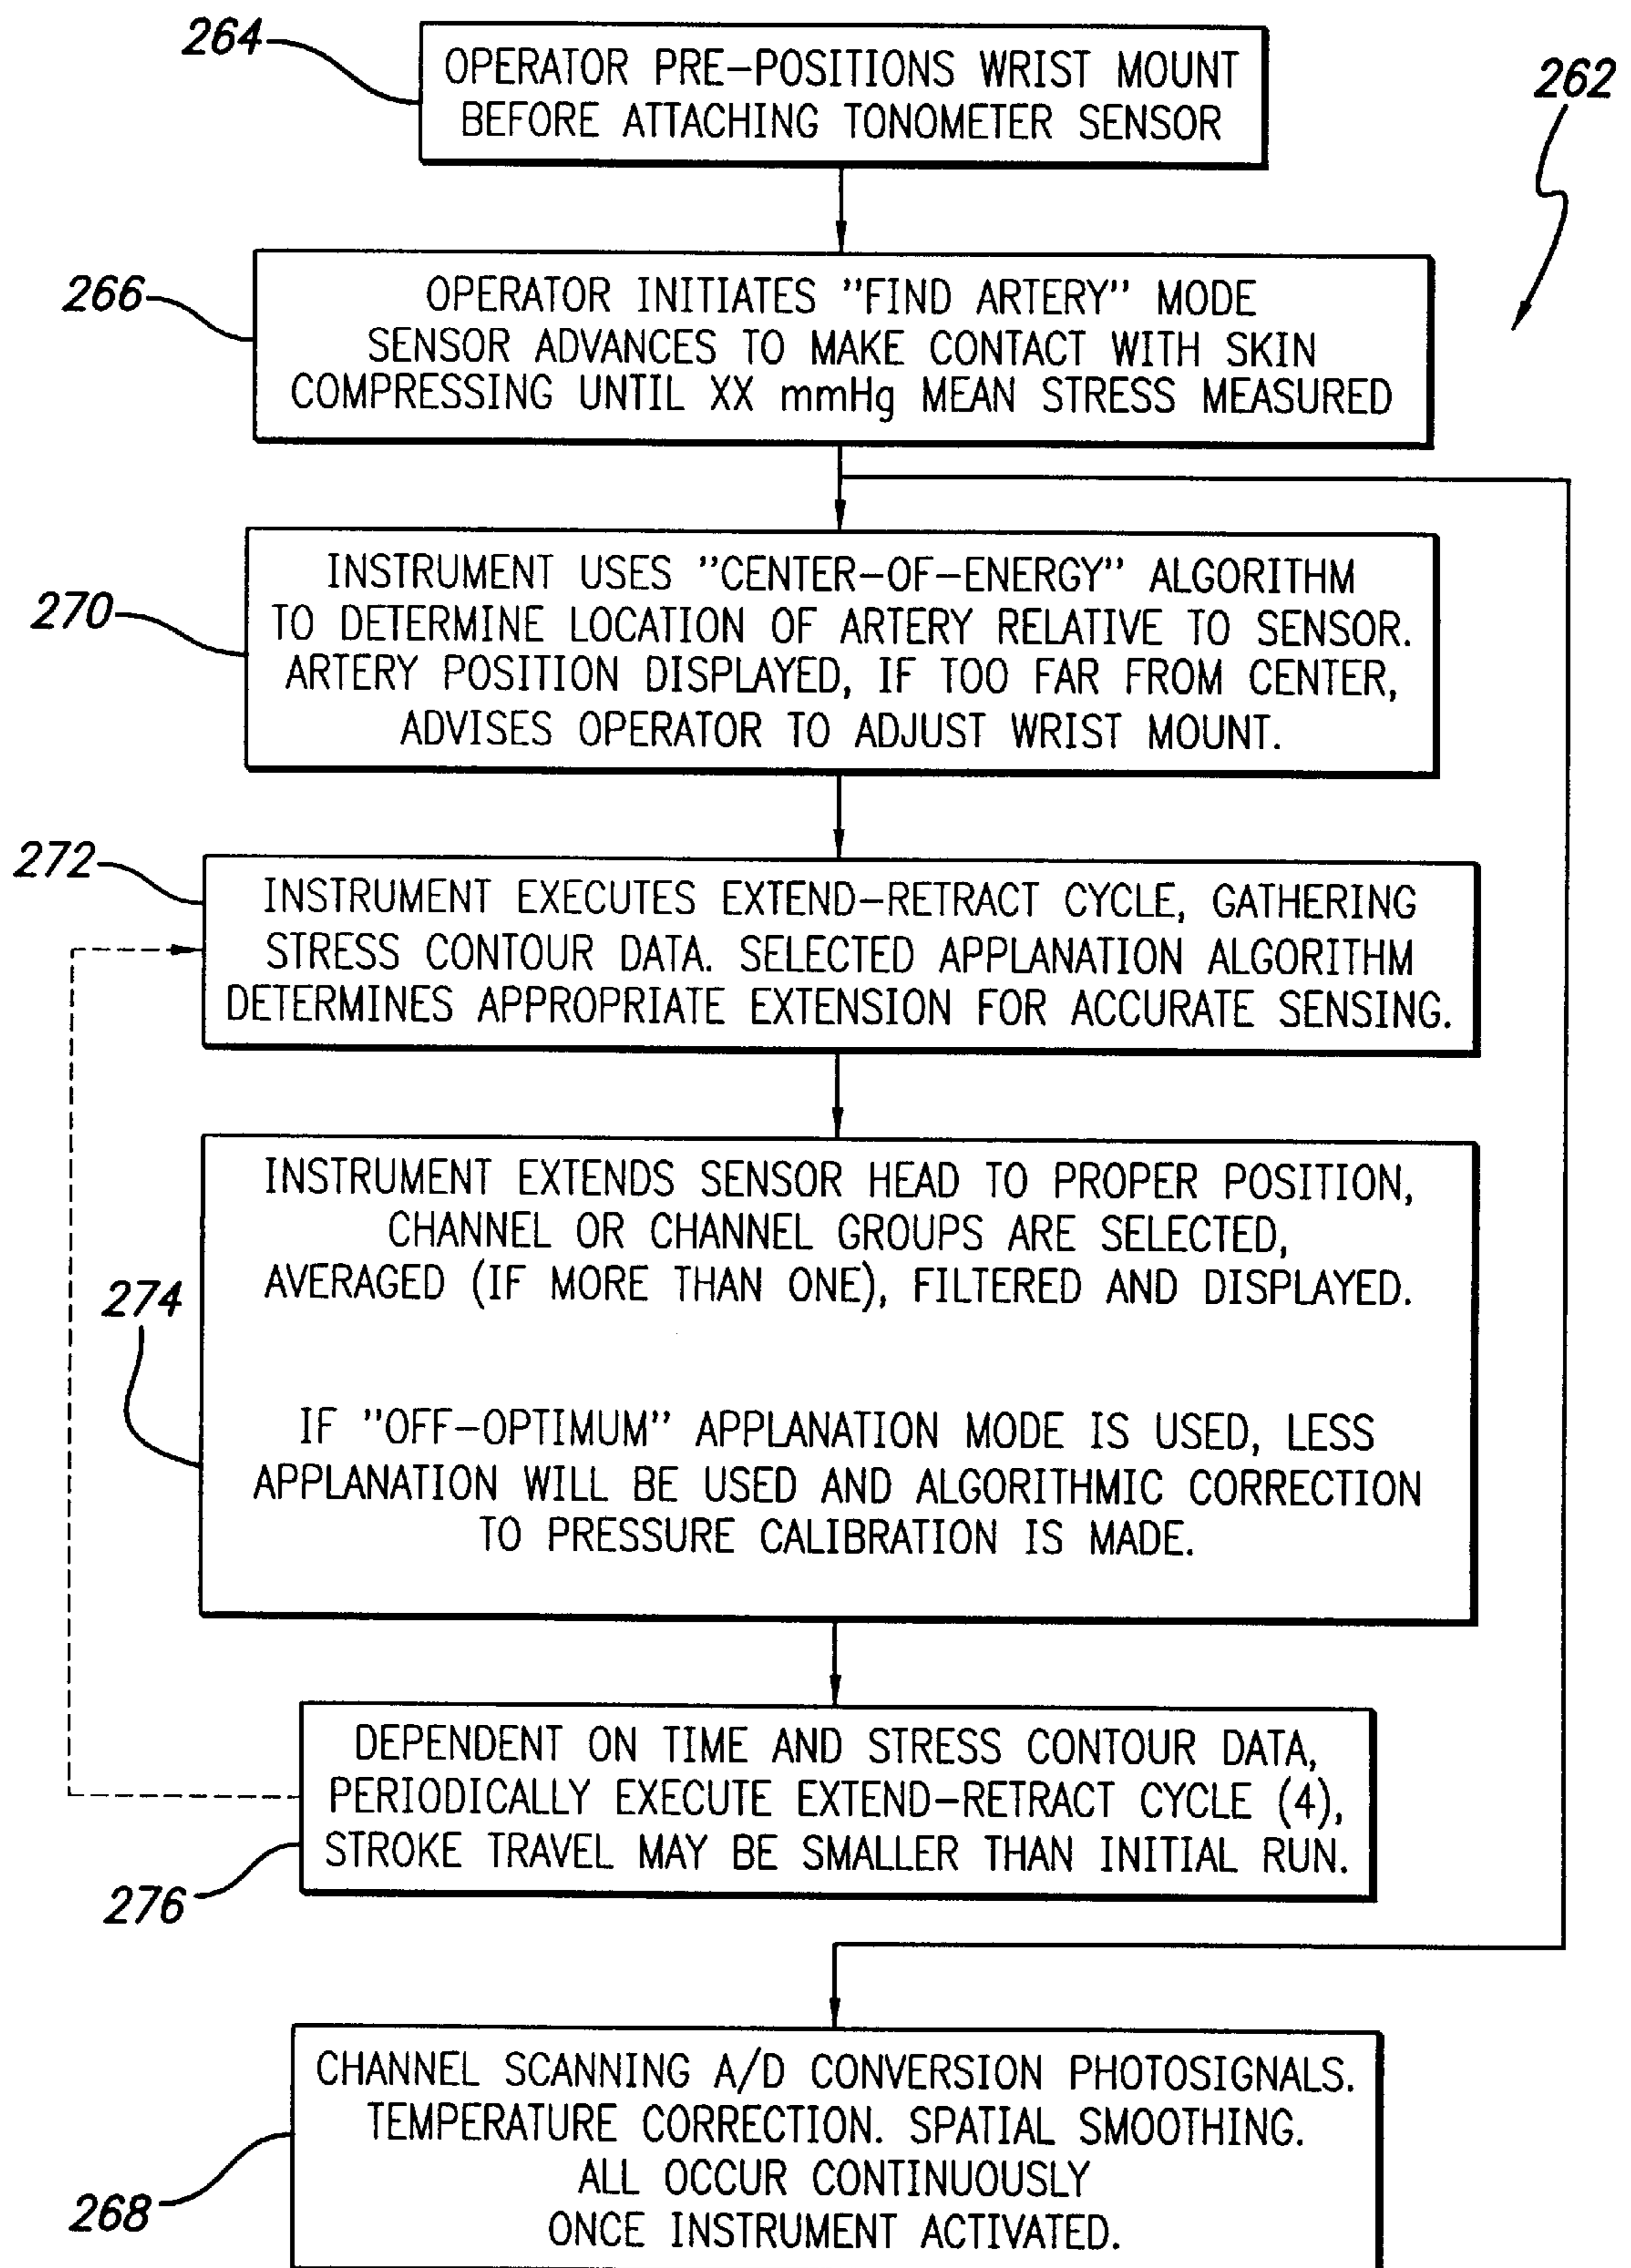 264
OPERATOR PRE-POSITIONS WRIST MOUNT
BEFORE ATTACHING TONOMETER SENSOR
262
266
OPERATOR INITIATES "FIND ARTERY" MODE
SENSOR ADVANCES TO MAKE CONTACT WITH SKIN
COMPRESSING UNTIL XX mmHg MEAN STRESS MEASURED
270
INSTRUMENT USES "CENTER-OF-ENERGY" ALGORITHM
TO DETERMINE LOCATION OF ARTERY RELATIVE TO SENSOR.
ARTERY POSITION DISPLAYED, IF TOO FAR FROM CENTER,
ADVISES OPERATOR TO ADJUST WRIST MOUNT.
272
INSTRUMENT EXECUTES EXTEND-RETRACT CYCLE, GATHERING
STRESS CONTOUR DATA. SELECTED APPLANATION ALGORITHM
DETERMINES APPROPRIATE EXTENSION FOR ACCURATE SENSING.
274
INSTRUMENT EXTENDS SENSOR HEAD TO PROPER POSITION,
CHANNEL OR CHANNEL GROUPS ARE SELECTED,
AVERAGED (IF MORE THAN ONE), FILTERED AND DISPLAYED.
IF "OFF-OPTIMUM" APPLANATION MODE IS USED, LESS
APPLANATION WILL BE USED AND ALGORITHMIC CORRECTION
TO PRESSURE CALIBRATION IS MADE.
DEPENDENT ON TIME AND STRESS CONTOUR DATA,
PERIODICALLY EXECUTE EXTEND-RETRACT CYCLE (4),
STROKE TRAVEL MAY BE SMALLER THAN INITIAL RUN.
276
CHANNEL SCANNING A/D CONVERSION PHOTOSIGNALS.
TEMPERATURE CORRECTION. SPATIAL SMOOTHING.
ALL OCCUR CONTINUOUSLY
ONCE INSTRUMENT ACTIVATED.
268